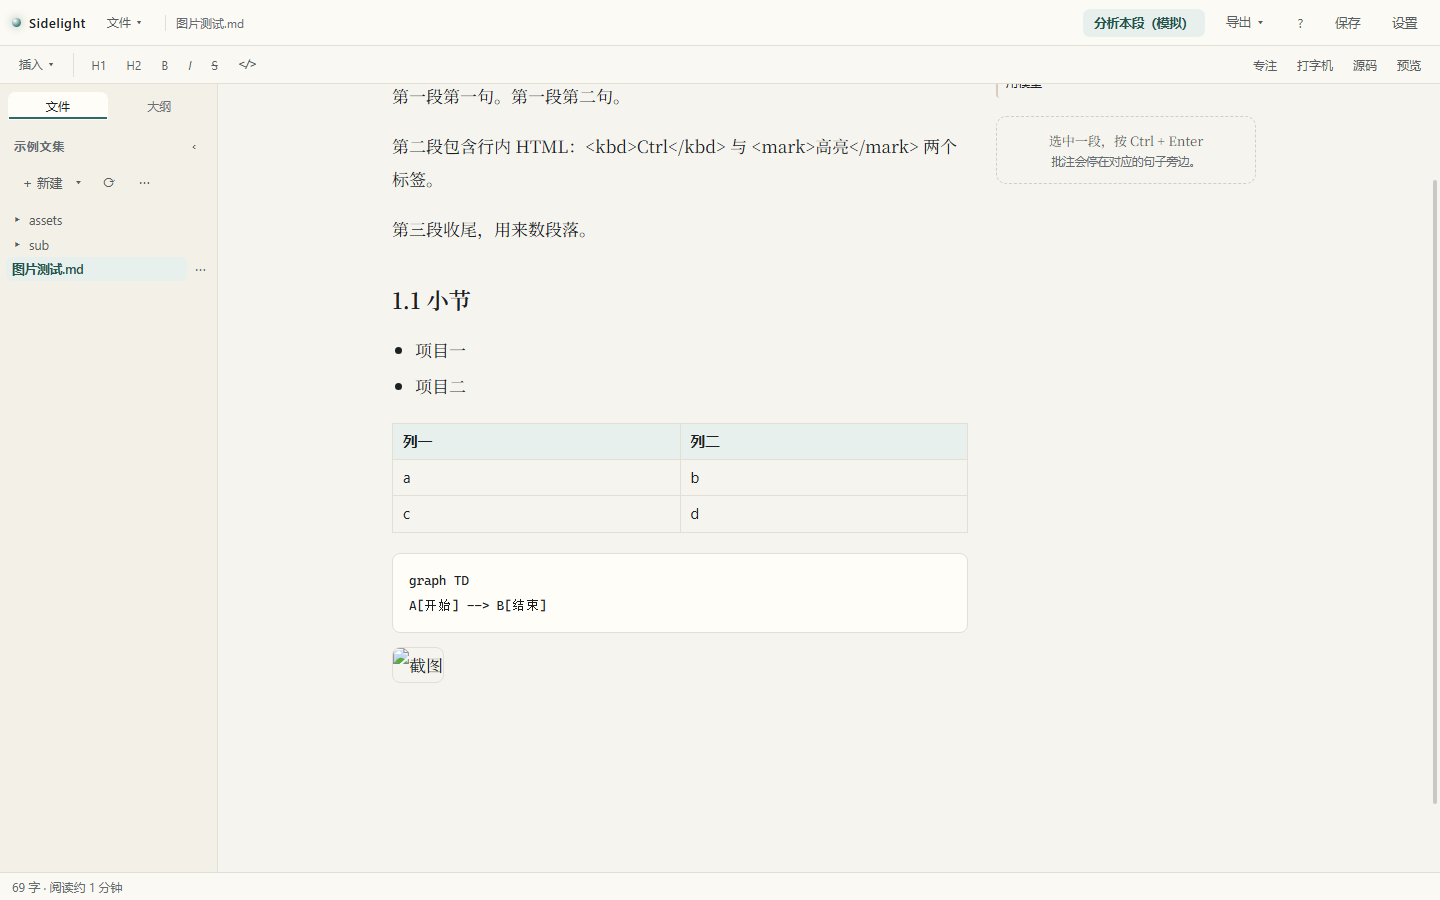 Sidelight
文件
图片测试.md
分析本段（模拟）
导出
?
保存
设置
插入
H1
H2
B
I
S
</>
专注
打字机
源码
预览
文件
大纲
示例文集
+ 新建
assets
sub
图片测试.md
第一段第一句。第一段第二句。
第二段包含行内 HTML：<kbd>Ctrl</kbd> 与 <mark>高亮</mark> 两个
标签。
第三段收尾，用来数段落。
1.1 小节
项目一
项目二
列一 列二
a b
c d
graph TD
A[开始] --> B[结束]
截图
选中一段，按 Ctrl + Enter
批注会停在对应的句子旁边。
69 字 · 阅读约 1 分钟